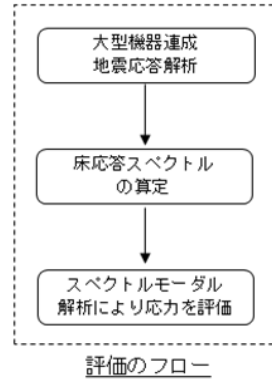 大型機器連成
地震応答解析
床応答スペクトル
の算定
スペクトルモーダル
解析により応力を評価
評価のフロー